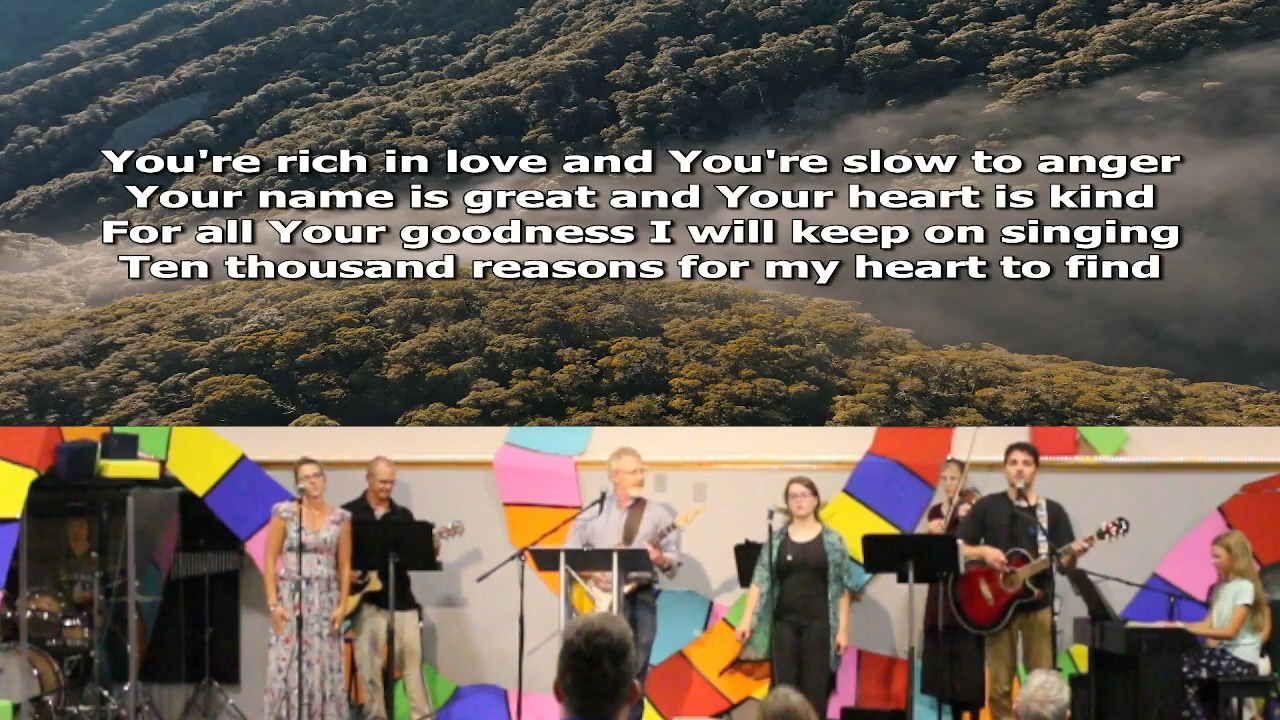 You're rich in love and You're slow to anger
Your name is great and Your heart is kind
For all Your goodness I will keep on singing
Ten thousand reasons for my heart to find